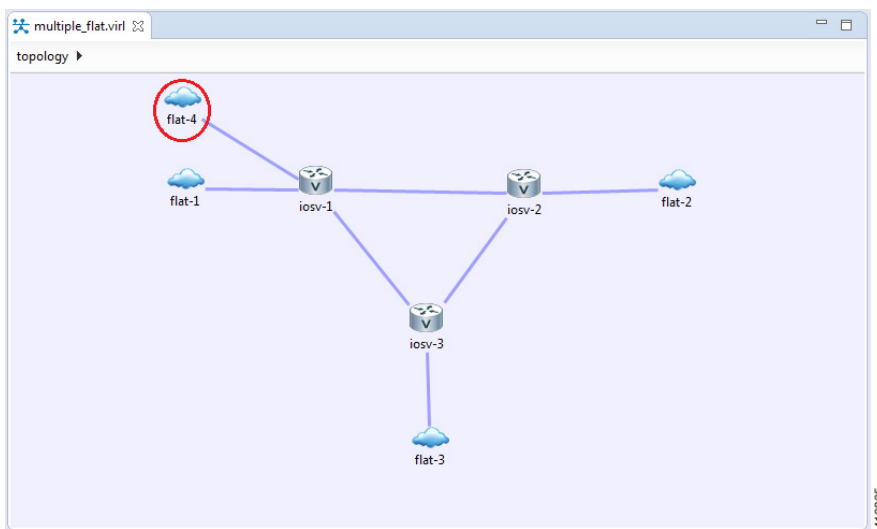 multiple_flat.virl
topology
flat-4
flat-1
iosv-1
iosv-2
flat-2
V
V
V
iosv-3
flat-3